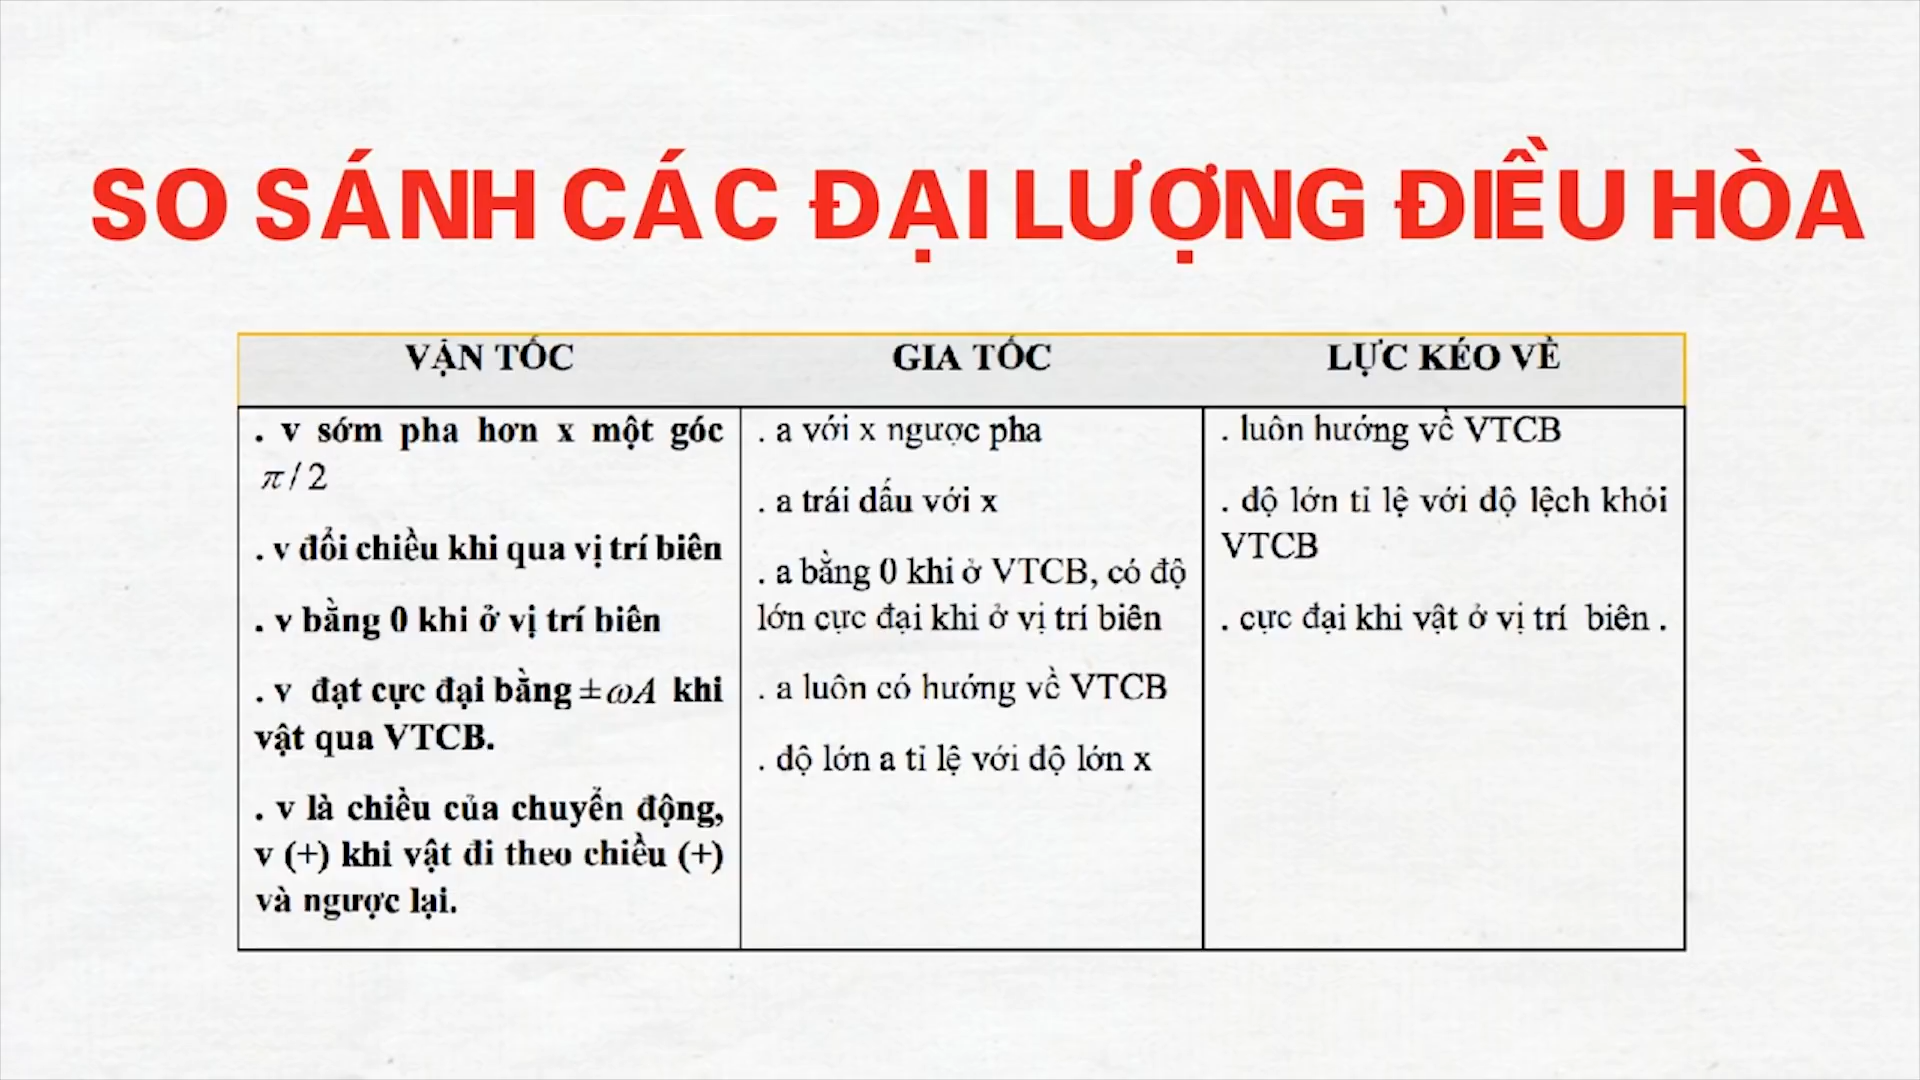 SO SÁNH CÁC ĐẠI LƯỢNG ĐIỀU HÒA
VẬN TỐC
GIA TỐC
LỰC KÉO VỀ
. v sớm pha hơn x một góc
π/2
. v đổi chiều khi qua vị trí biên
. v bằng 0 khi ở vị trí biên
. v đạt cực đại bằng ±ωA khi
vật qua VTCB.
. v là chiều của chuyển động,
v (+) khi vật đi theo chiều (+)
và ngược lại.
. a với x ngược pha
. a trái dấu với x
. a bằng 0 khi ở VTCB, có độ
lớn cực đại khi ở vị trí biên
. a luôn có hướng về VTCB
. độ lớn a tỉ lệ với độ lớn x
. luôn hướng về VTCB
. độ lớn tỉ lệ với độ lệch khỏi
VTCB
. cực đại khi vật ở vị trí biên .